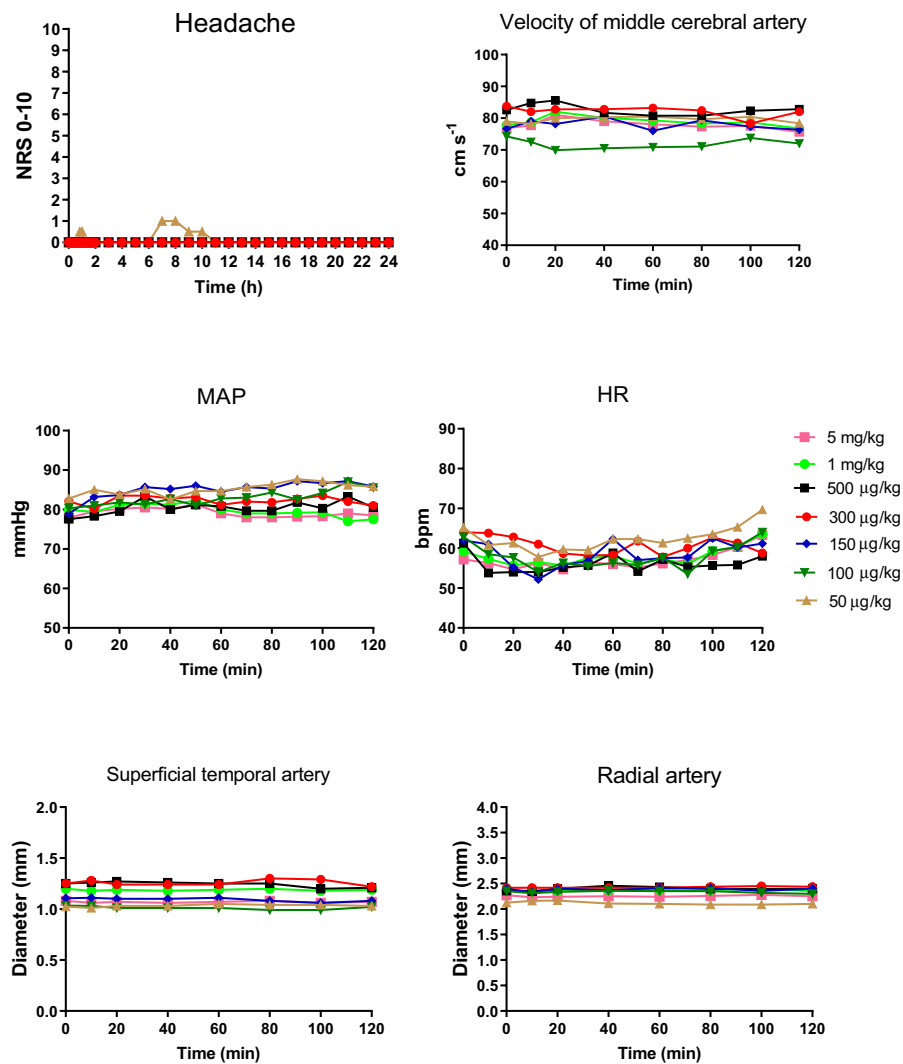 Headache
NRS 0-10
10
9
8
7
6
5
4
3
2
1
0
0 2 4 6 8 10 12 14 16 18 20 22 24
Time (h)
Velocity of middle cerebral artery
cm s⁻¹
100
90
80
70
60
50
40
0 20 40 60 80 100 120
Time (min)
MAP
mmHg
100
90
80
70
60
50
0 20 40 60 80 100 120
Time (min)
HR
bpm
90
80
70
60
50
40
0 20 40 60 80 100 120
Time (min)
5 mg/kg
1 mg/kg
500 µg/kg
300 µg/kg
150 µg/kg
100 µg/kg
50 µg/kg
Superficial temporal artery
Diameter (mm)
2.0
1.5
1.0
0.5
0.0
0 20 40 60 80 100 120
Time (min)
Radial artery
Diameter (mm)
4.0
3.5
3.0
2.5
2.0
1.5
1.0
0.5
0.0
0 20 40 60 80 100 120
Time (min)